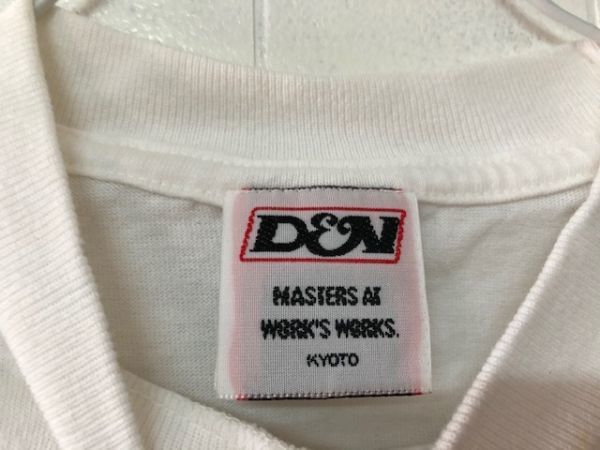 D&N
MASTERS AT
WORK'S WORKS.
KYOTO